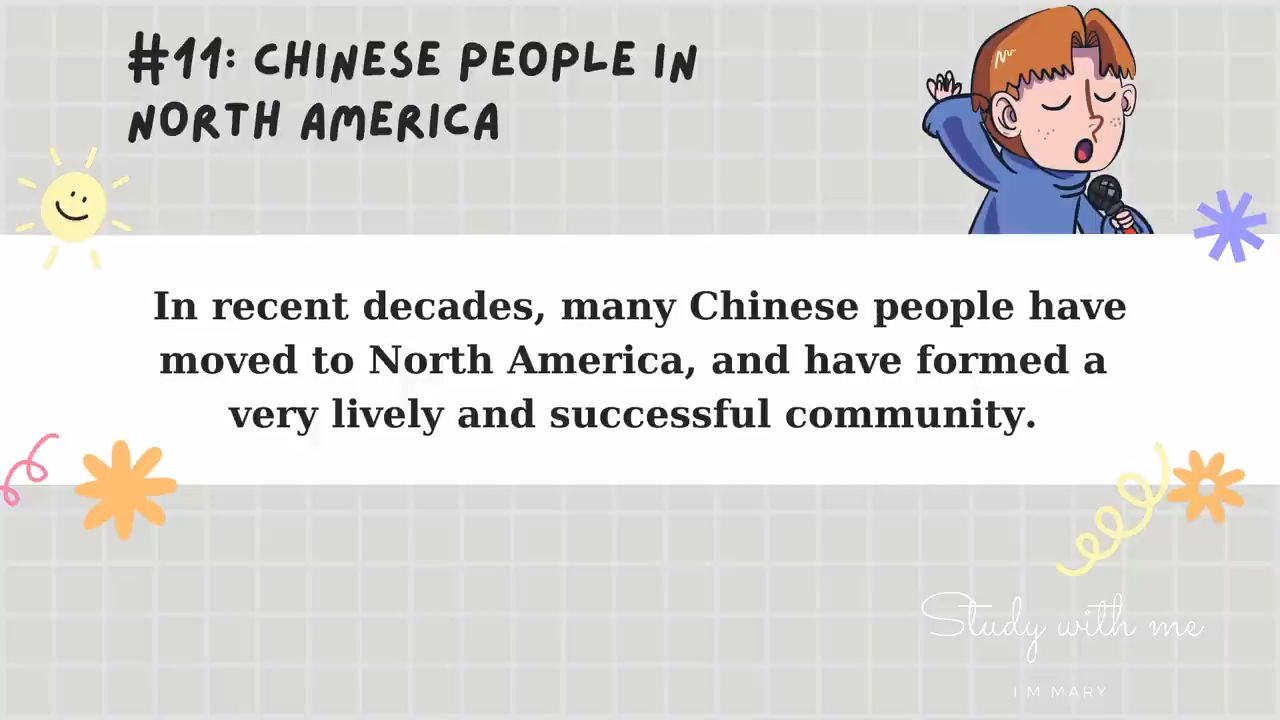 #11: CHINESE PEOPLE IN
NORTH AMERICA
In recent decades, many Chinese people have
moved to North America, and have formed a
very lively and successful community.
Study with me
I'M MARY